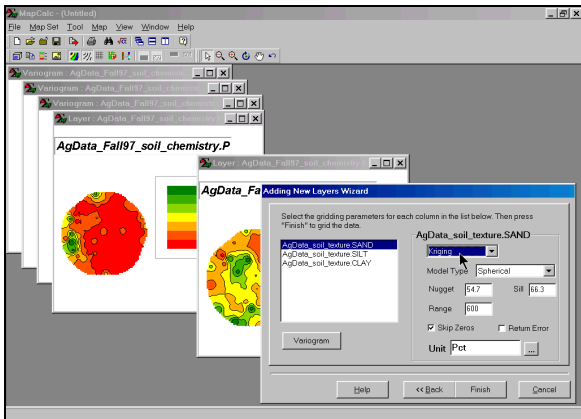 MapCalc - (Untitled)
File Map Set Tool Map View Window Help
Variogram : AgData_Fall97_soil_chemistry
Variogram : AgData_Fall97_soil_chem
Variogram : AgData_Fall97_soil_chem
Layer : AgData_Fall97_soil_chemistry
AgData_Fall97_soil_chemistry.P
Layer : AgData_Fall97_soil_chemistry
AgData_Fa
Adding New Layers Wizard
Select the gridding parameters for each column in the list below. Then press
"Finish" to grid the data.
AgData_soil_texture.SAND
AgData_soil_texture.SAND
AgData_soil_texture.SILT
AgData_soil_texture.CLAY
Kriging
Model Type Spherical
Nugget 54.7 Sill 66.3
Range 600
Skip Zeros Return Error
Variogram
Unit Pct ...
Help << Back Finish Cancel